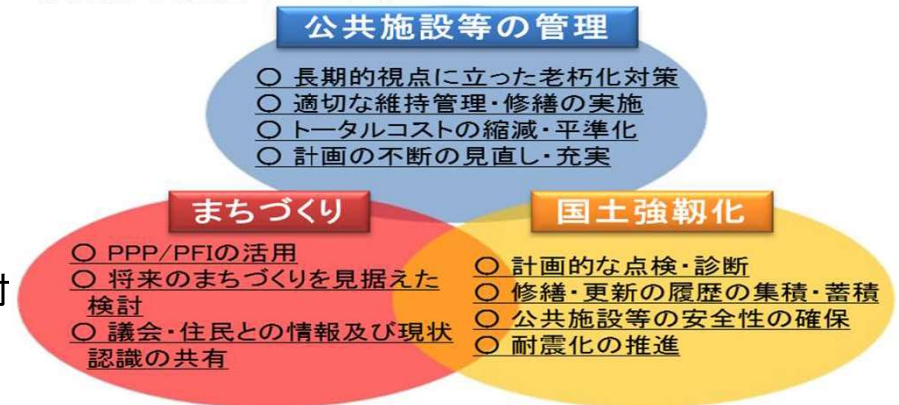 公共施設等の管理
○ 長期的視点に立った老朽化対策
○ 適切な維持管理・修繕の実施
○ トータルコストの縮減・平準化
○ 計画の不断の見直し・充実
まちづくり
○ PPP/PFIの活用
○ 将来のまちづくりを見据えた
検討
○ 議会・住民との情報及び現状
認識の共有
国土強靱化
○ 計画的な点検・診断
○ 修繕・更新の履歴の集積・蓄積
○ 公共施設等の安全性の確保
○ 耐震化の推進